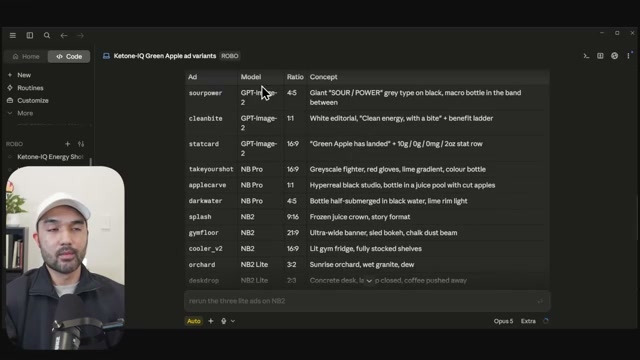 Home
Code
Ketone-IQ Green Apple ad variants ROBO
New
Routines
Customize
More
ROBO
Ketone-IQ Energy Shot
Ad Model Ratio Concept
sourpower GPT-Image-2 4:5 Giant "SOUR / POWER" grey type on black, macro bottle in the band between
cleanbite GPT-Image-2 1:1 White editorial, "Clean energy, with a bite" + benefit ladder
statcard GPT-Image-2 16:9 "Green Apple has landed" + 10g / 0g / 0mg / 2oz stat row
takeyourshot NB Pro 16:9 Greyscale fighter, red gloves, lime gradient, colour bottle
applecarve NB Pro 1:1 Hyperreal black studio, bottle in a juice pool with cut apples
darkwater NB Pro 4:5 Bottle half-submerged in black water, lime rim light
splash NB2 9:16 Frozen juice crown, story format
gymfloor NB2 21:9 Ultra-wide banner, sled bokeh, chalk dust beam
cooler_v2 NB2 16:9 Lit gym fridge, fully stocked shelves
orchard NB2 Lite 3:2 Sunrise orchard, wet granite, dew
deskdrop NB2 Lite 2:3 Concrete desk, closed, coffee pushed away
rerun the three lite ads on NB2
Auto
Opus 5 Extra